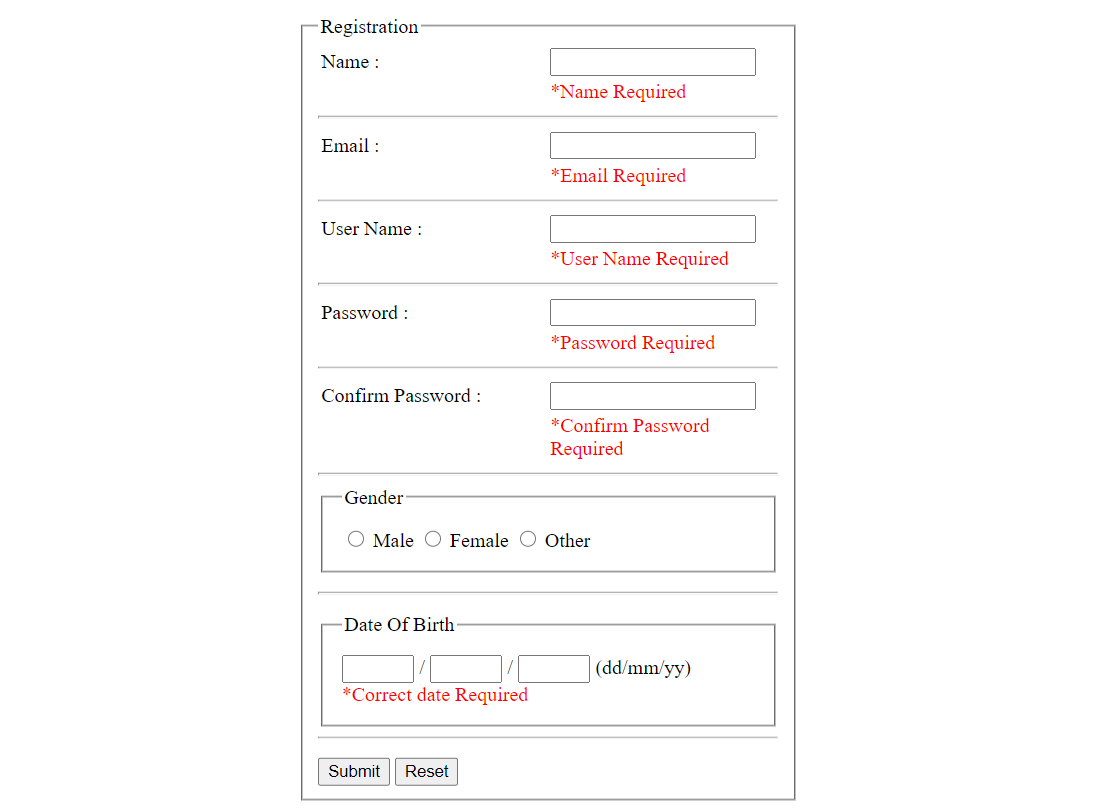 Registration
Name :
*Name Required
Email :
*Email Required
User Name :
*User Name Required
Password :
*Password Required
Confirm Password :
*Confirm Password
Required
Gender
Male Female Other
Date Of Birth
/ / (dd/mm/yy)
*Correct date Required
Submit Reset